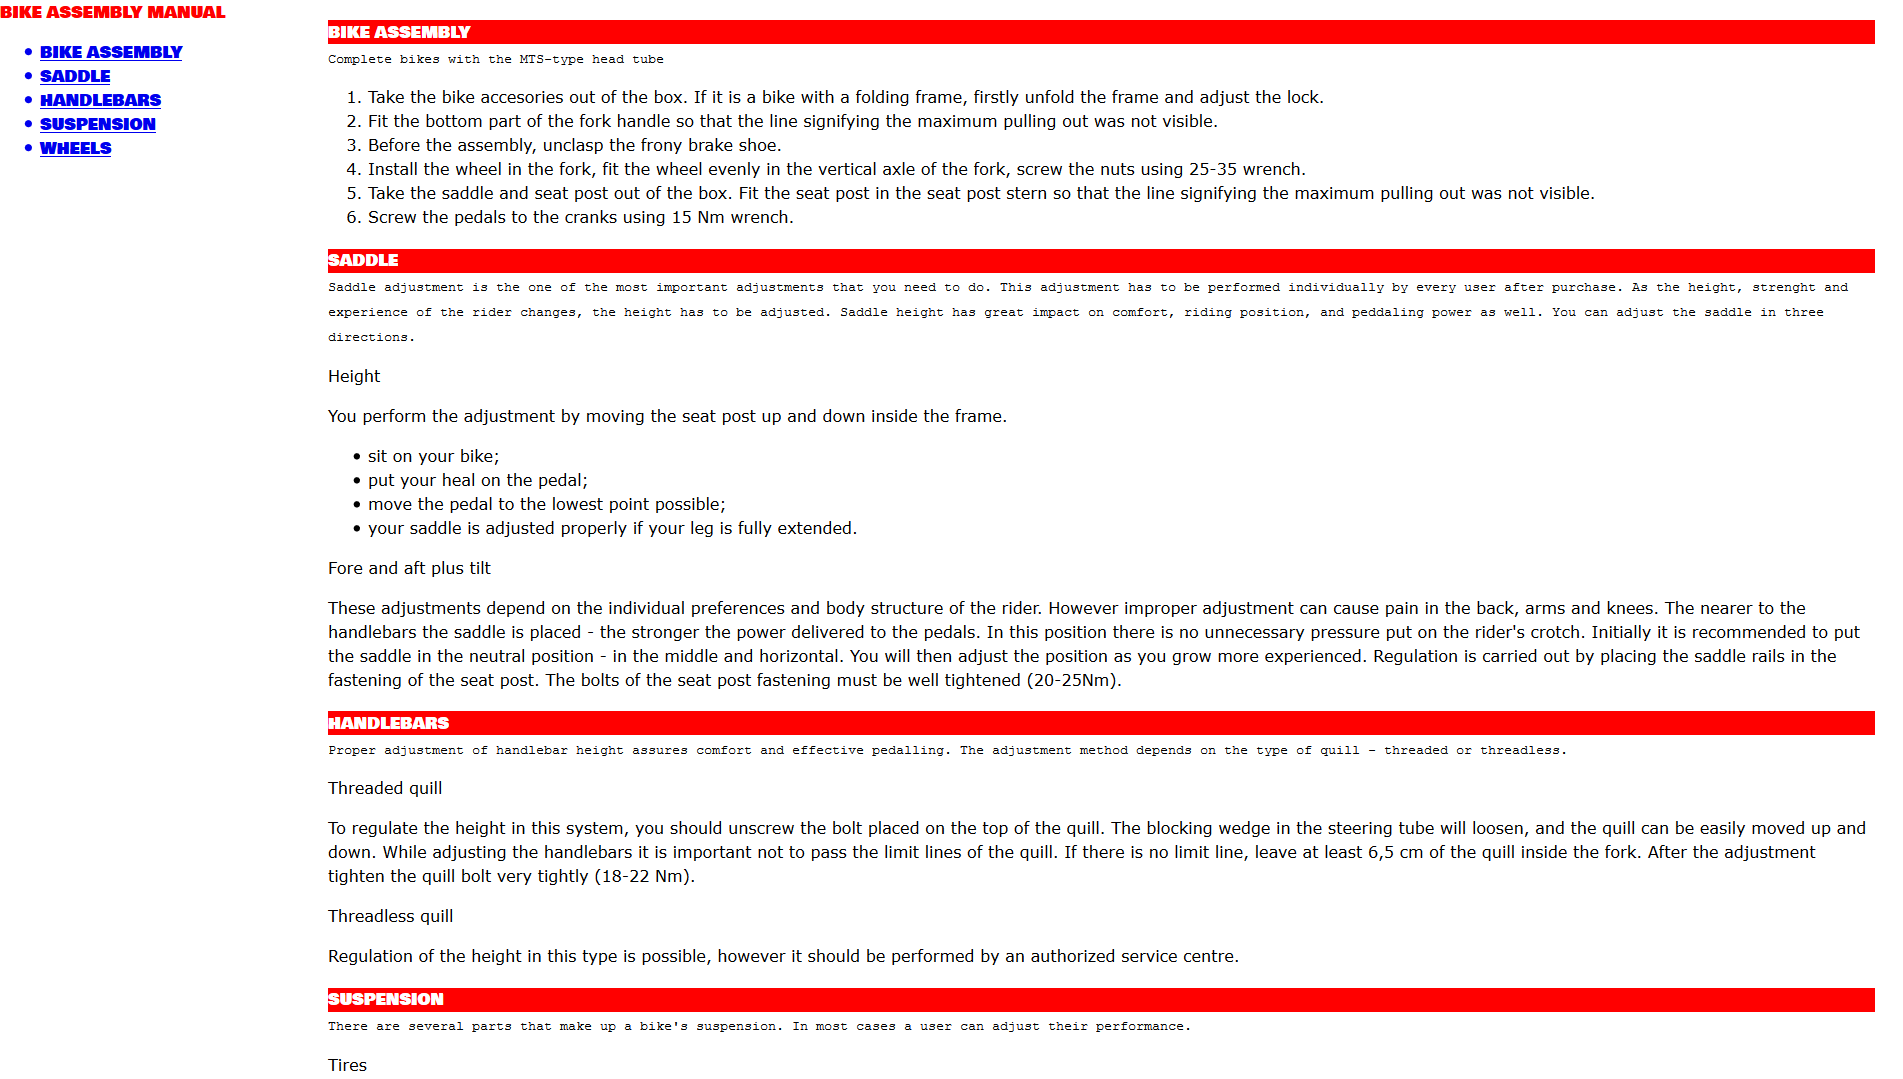 BIKE ASSEMBLY MANUAL
• BIKE ASSEMBLY
• SADDLE
• HANDLEBARS
• SUSPENSION
• WHEELS
BIKE ASSEMBLY
Complete bikes with the MTS-type head tube
1. Take the bike accesories out of the box. If it is a bike with a folding frame, firstly unfold the frame and adjust the lock.
2. Fit the bottom part of the fork handle so that the line signifying the maximum pulling out was not visible.
3. Before the assembly, unclasp the frony brake shoe.
4. Install the wheel in the fork, fit the wheel evenly in the vertical axle of the fork, screw the nuts using 25-35 wrench.
5. Take the saddle and seat post out of the box. Fit the seat post in the seat post stern so that the line signifying the maximum pulling out was not visible.
6. Screw the pedals to the cranks using 15 Nm wrench.
SADDLE
Saddle adjustment is the one of the most important adjustments that you need to do. This adjustment has to be performed individually by every user after purchase. As the height, strenght and
experience of the rider changes, the height has to be adjusted. Saddle height has great impact on comfort, riding position, and peddaling power as well. You can adjust the saddle in three
directions.
Height
You perform the adjustment by moving the seat post up and down inside the frame.
• sit on your bike;
• put your heal on the pedal;
• move the pedal to the lowest point possible;
• your saddle is adjusted properly if your leg is fully extended.
Fore and aft plus tilt
These adjustments depend on the individual preferences and body structure of the rider. However improper adjustment can cause pain in the back, arms and knees. The nearer to the
handlebars the saddle is placed - the stronger the power delivered to the pedals. In this position there is no unnecessary pressure put on the rider's crotch. Initially it is recommended to put
the saddle in the neutral position - in the middle and horizontal. You will then adjust the position as you grow more experienced. Regulation is carried out by placing the saddle rails in the
fastening of the seat post. The bolts of the seat post fastening must be well tightened (20-25Nm).
HANDLEBARS
Proper adjustment of handlebar height assures comfort and effective pedalling. The adjustment method depends on the type of quill - threaded or threadless.
Threaded quill
To regulate the height in this system, you should unscrew the bolt placed on the top of the quill. The blocking wedge in the steering tube will loosen, and the quill can be easily moved up and
down. While adjusting the handlebars it is important not to pass the limit lines of the quill. If there is no limit line, leave at least 6,5 cm of the quill inside the fork. After the adjustment
tighten the quill bolt very tightly (18-22 Nm).
Threadless quill
Regulation of the height in this type is possible, however it should be performed by an authorized service centre.
SUSPENSION
There are several parts that make up a bike's suspension. In most cases a user can adjust their performance.
Tires